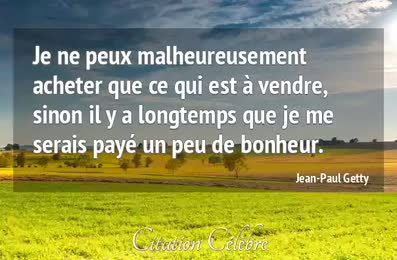 Je ne peux malheureusement
acheter que ce qui est à vendre,
sinon il y a longtemps que je me
serais payé un peu de bonheur.
Jean-Paul Getty
Citation Célèbre